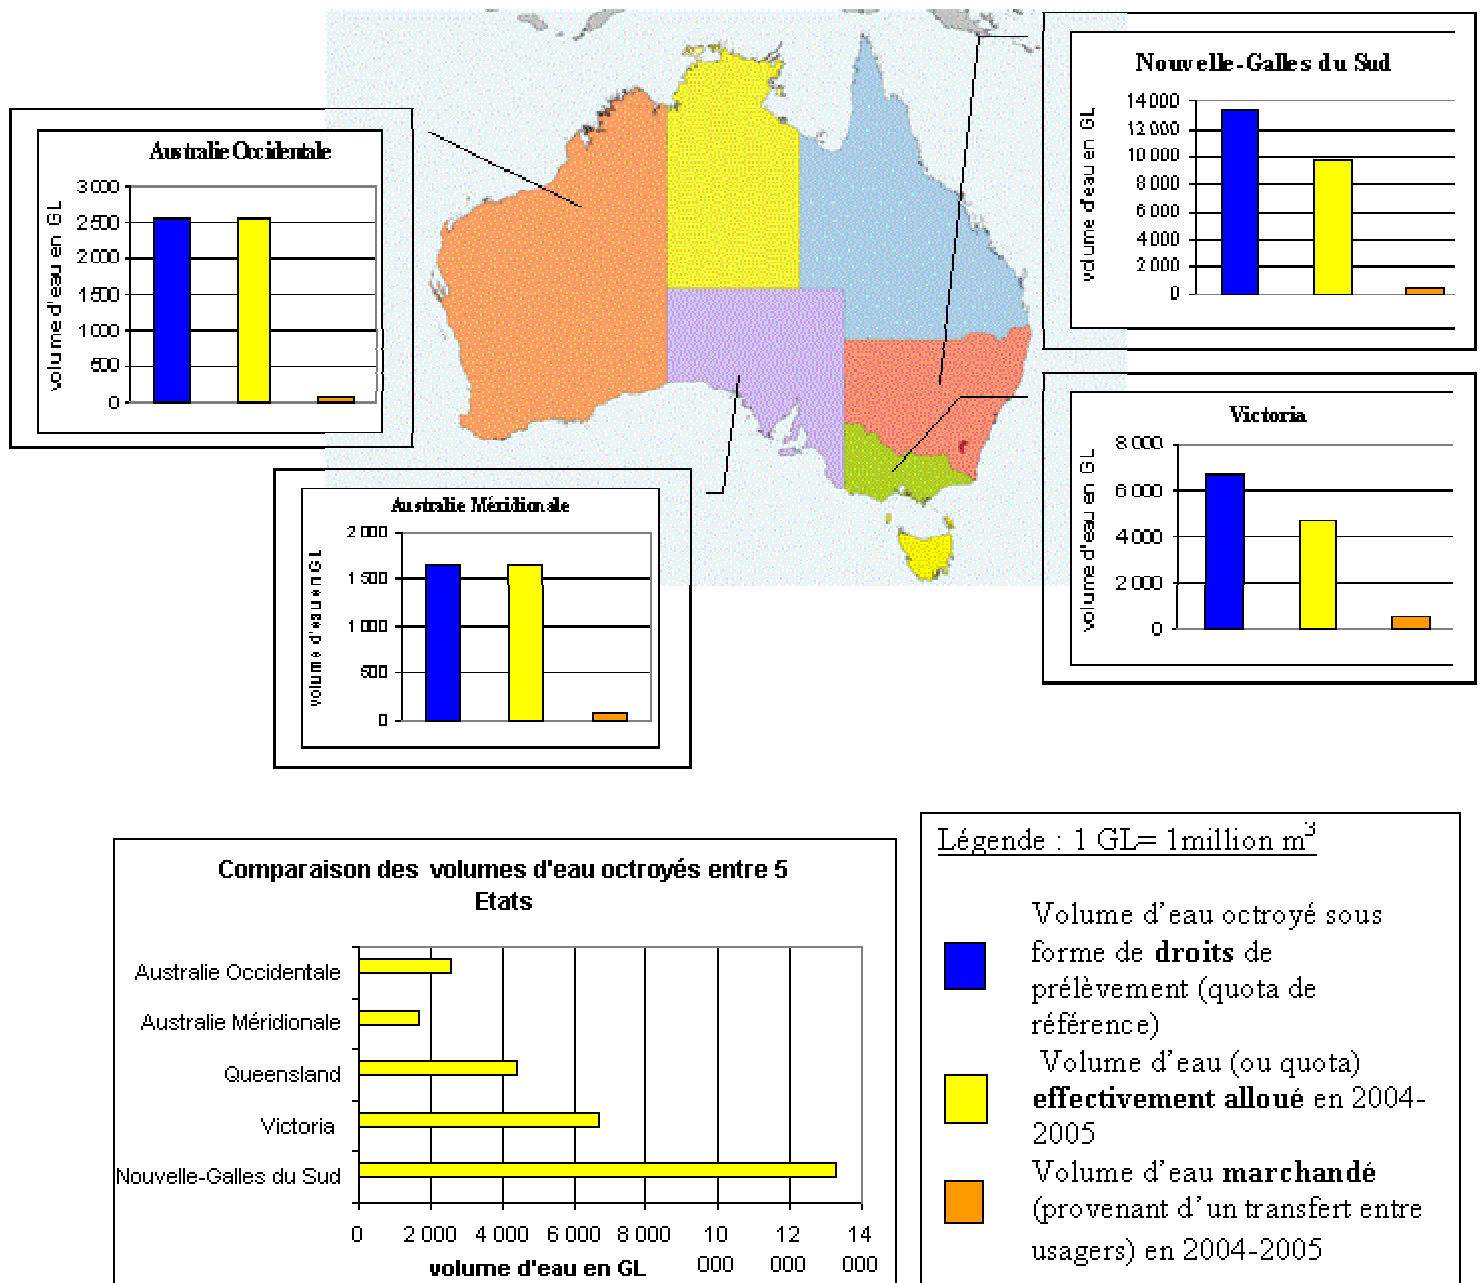 Nouvelle-Galles du Sud
volume d'eau en GL
14 000
12 000
10 000
8 000
6 000
4 000
2 000
0
Australie Occidentale
volume d'eau en GL
3 000
2 500
2 000
1 500
1 000
500
0
Victoria
volume d'eau en GL
8 000
6 000
4 000
2 000
0
Australie Méridionale
volume d'eau en GL
2 000
1 500
1 000
500
0
Comparaison des volumes d'eau octroyés entre 5
Etats
Australie Occidentale
Australie Méridionale
Queensland
Victoria
Nouvelle-Galles du Sud
0 2 000 4 000 6 000 8 000 10 000 12 000 14 000
volume d'eau en GL
Légende : 1 GL= 1million m³
Volume d'eau octroyé sous
forme de droits de
prélèvement (quota de
référence)
Volume d'eau (ou quota)
effectivement alloué en 2004-
2005
Volume d'eau marchandé
(provenant d'un transfert entre
usagers) en 2004-2005